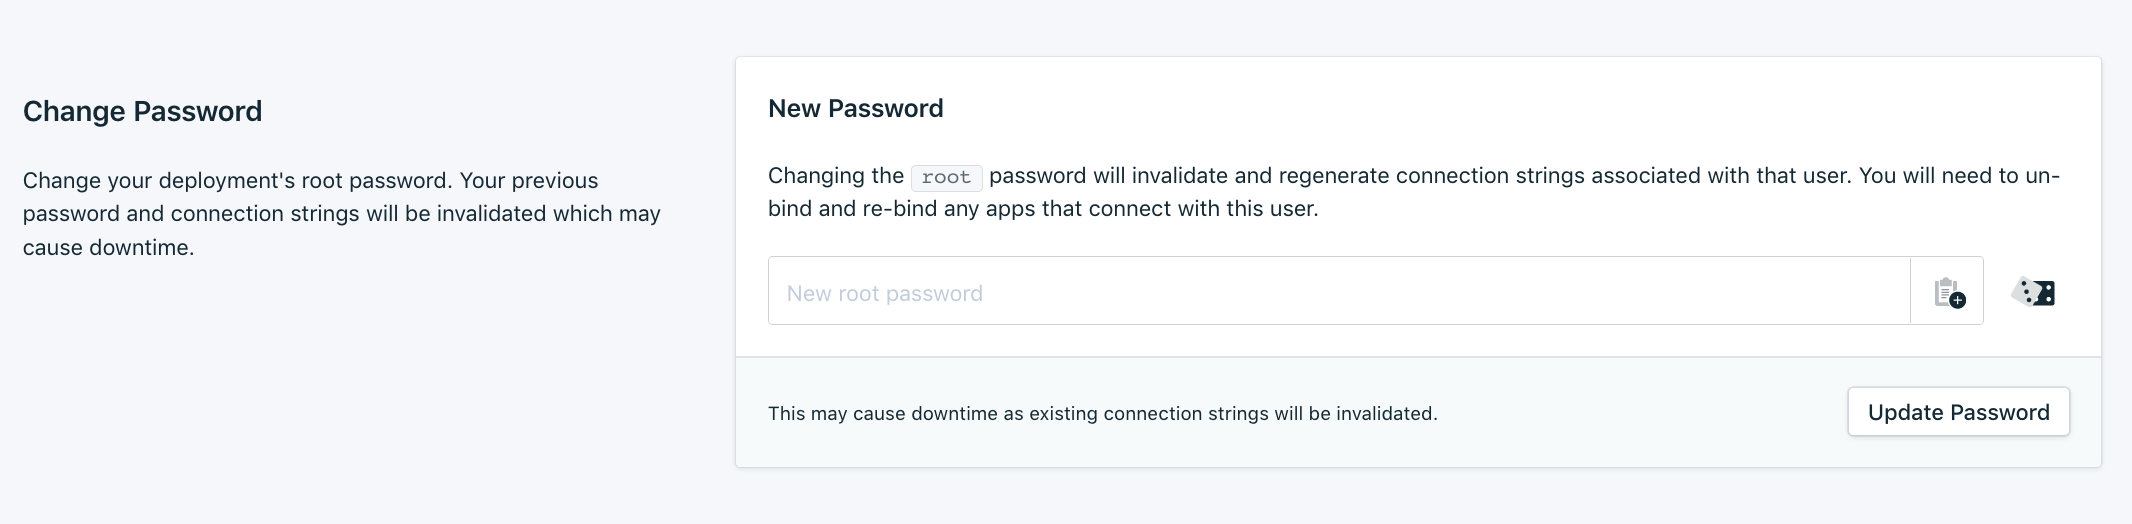 Change Password
Change your deployment's root password. Your previous
password and connection strings will be invalidated which may
cause downtime.
New Password
Changing the root password will invalidate and regenerate connection strings associated with that user. You will need to un-
bind and re-bind any apps that connect with this user.
New root password
This may cause downtime as existing connection strings will be invalidated.
Update Password